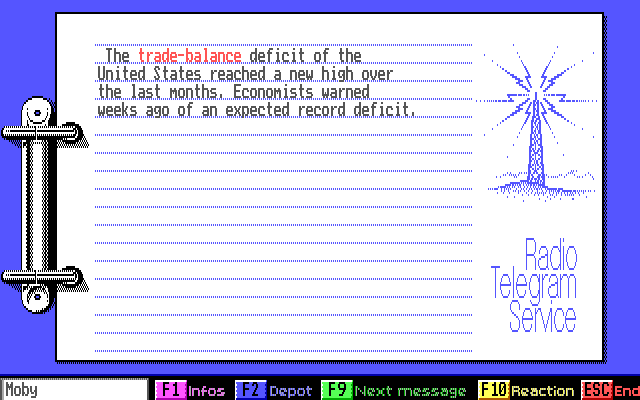 The trade-balance deficit of the
United States reached a new high over
the last months. Economists warned
weeks ago of an expected record deficit.
Radio
Telegram
Service
Moby
F1 Infos F2 Depot F9 Next message F10 Reaction ESC End